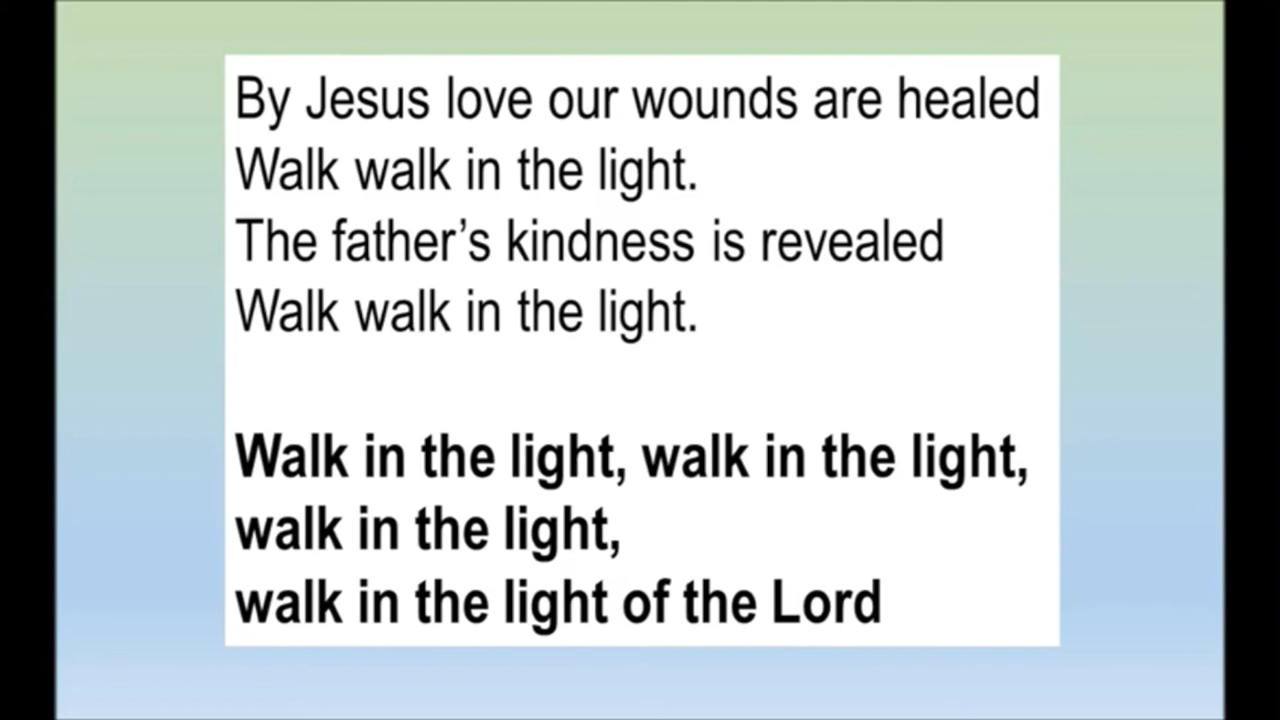 By Jesus love our wounds are healed
Walk walk in the light.
The father’s kindness is revealed
Walk walk in the light.
Walk in the light, walk in the light,
walk in the light,
walk in the light of the Lord